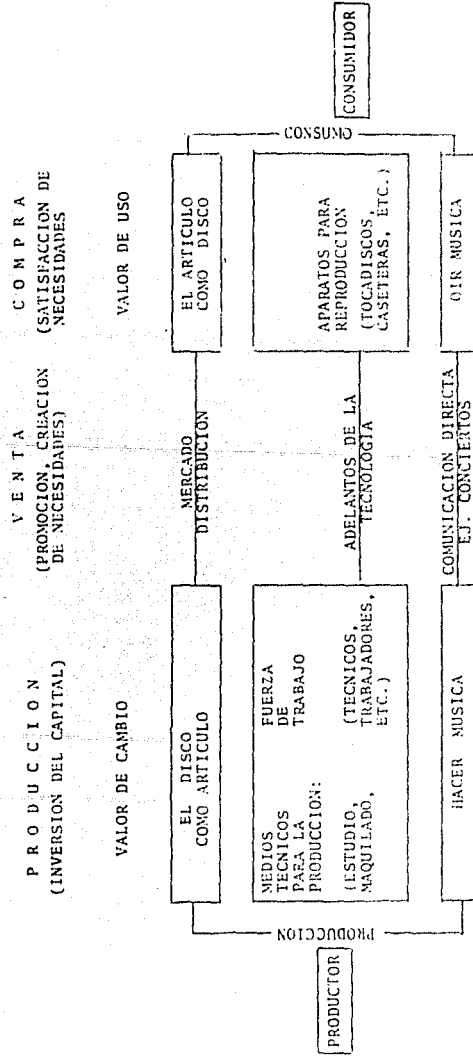 P R O D U C C I O N
(INVERSION DEL CAPITAL)
V E N T A
(PROMOCION, CREACION
DE NECESIDADES)
C O M P R A
(SATISFACCION DE
NECESIDADES
VALOR DE CAMBIO
VALOR DE USO
EL DISCO
COMO ARTICULO
MERCADO
DISTRIBUCION
EL ARTICULO
COMO DISCO
PRODUCTOR
PRODUCCION
MEDIOS
TECNICOS
PARA LA
PRODUCCION:
(ESTUDIO,
MAQUILADO,
FUERZA
DE
TRABAJO
(TECNICOS,
TRABAJADORES,
ETC.)
ADELANTOS DE LA
TECNOLOGIA
APARATOS PARA
REPRODUCCION
(TOCADISCOS,
CASETERAS, ETC.)
CONSUMO
CONSUMIDOR
HACER MUSICA
COMUNICACION DIRECTA
EJ. CONCIERTOS
OIR MUSICA